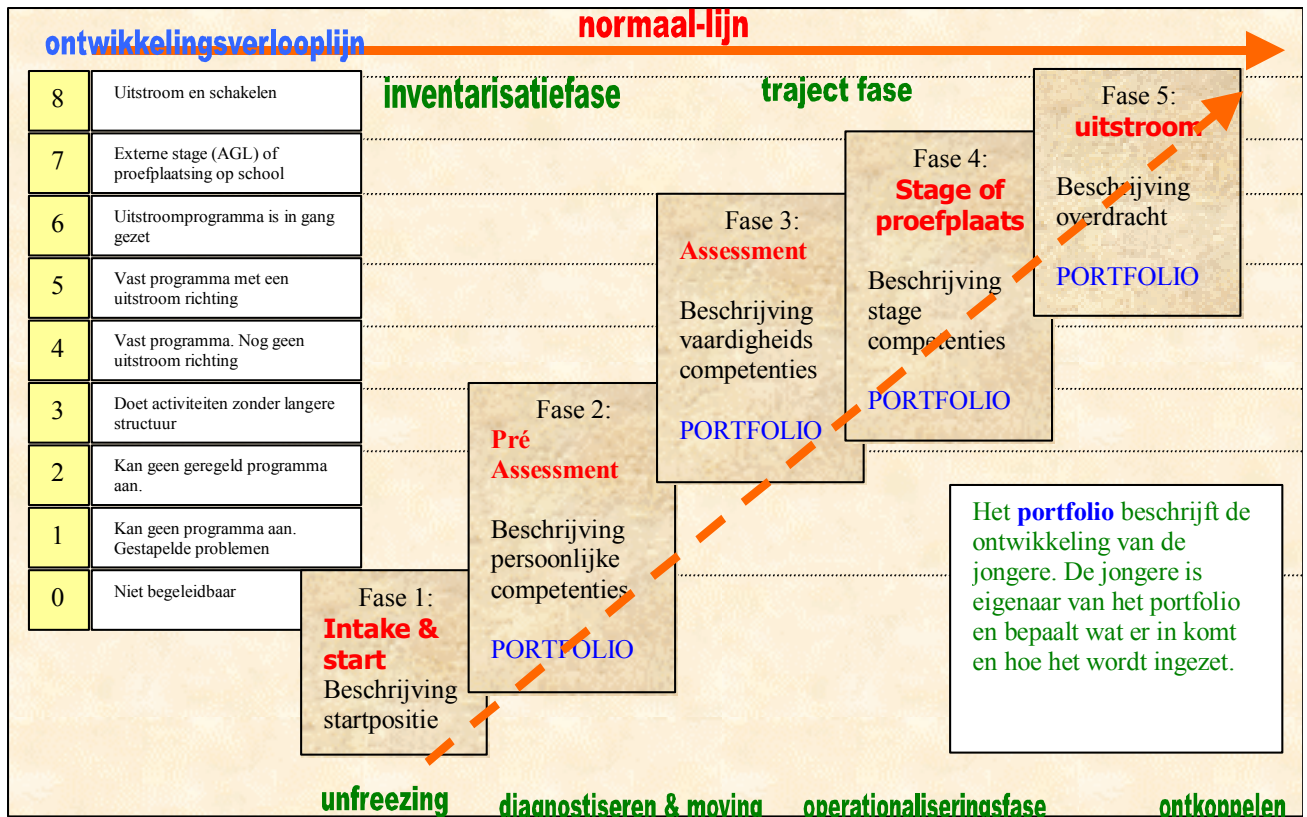 normaal-lijn
ontwikkelingsverlooplijn
inventarisatiefase
traject fase
8
Uitstroom en schakelen
7
Externe stage (AGL) of
proefplaatsing op school
6
Uitstroomprogramma is in gang
gezet
5
Vast programma met een
uitstroom richting
4
Vast programma. Nog geen
uitstroom richting
3
Doet activiteiten zonder langere
structuur
2
Kan geen geregeld programma
aan.
1
Kan geen programma aan.
Gestapelde problemen
0
Niet begeleidbaar
Fase 1:
Intake &
start
Beschrijving
startpositie
Fase 2:
Pré
Assessment
Beschrijving
persoonlijke
competenties
PORTFOLIO
Fase 3:
Assessment
Beschrijving
vaardigheids
competenties
PORTFOLIO
Fase 4:
Stage of
proefplaats
Beschrijving
stage
competenties
PORTFOLIO
Fase 5:
uitstroom
Beschrijving
overdracht
PORTFOLIO
Het portfolio beschrijft de
ontwikkeling van de
jongere. De jongere is
eigenaar van het portfolio
en bepaalt wat er in komt
en hoe het wordt ingezet.
unfreezing
diagnostiseren & moving
operationaliseringsfase
ontkoppelen